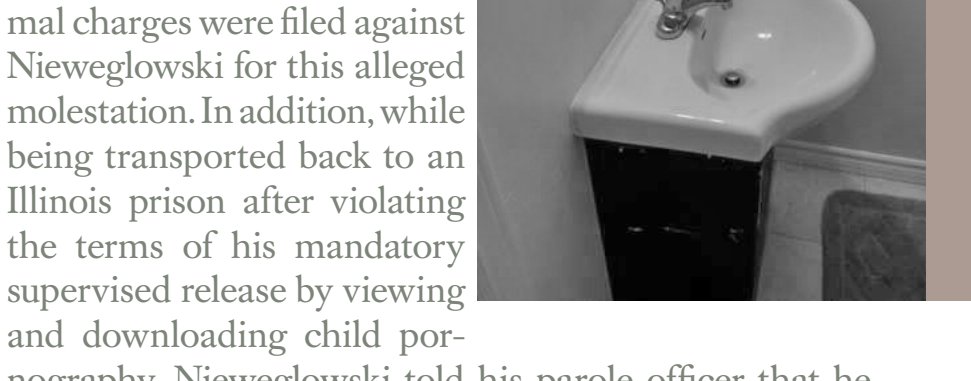 mal charges were filed against
Nieweglowski for this alleged
molestation. In addition, while
being transported back to an
Illinois prison after violating
the terms of his mandatory
supervised release by viewing
and downloading child por-
nography, Nieweglowski told his parole officer that he